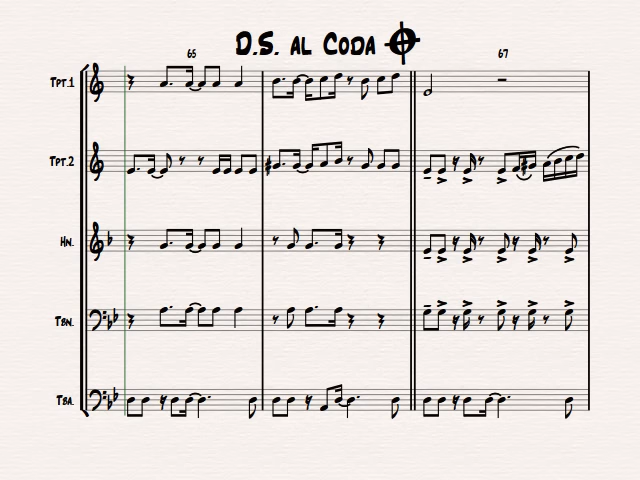 D.S. AL CODA
65 67
TPT.1
TPT.2
HN.
TBN.
TBA.